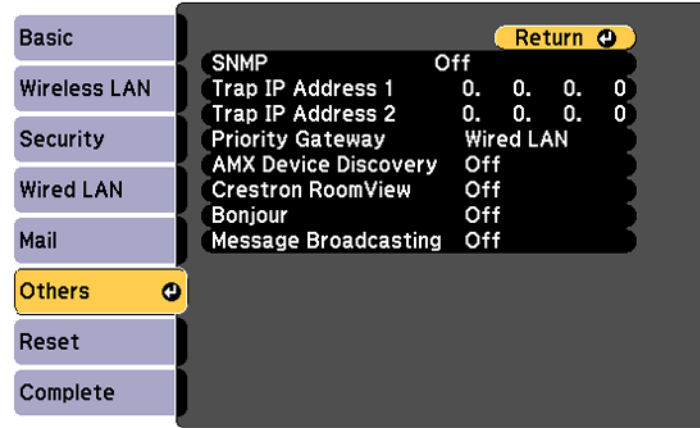 Basic
Wireless LAN
Security
Wired LAN
Mail
Others
Reset
Complete
Return
SNMP Off
Trap IP Address 1 0. 0. 0. 0
Trap IP Address 2 0. 0. 0. 0
Priority Gateway Wired LAN
AMX Device Discovery Off
Crestron RoomView Off
Bonjour Off
Message Broadcasting Off